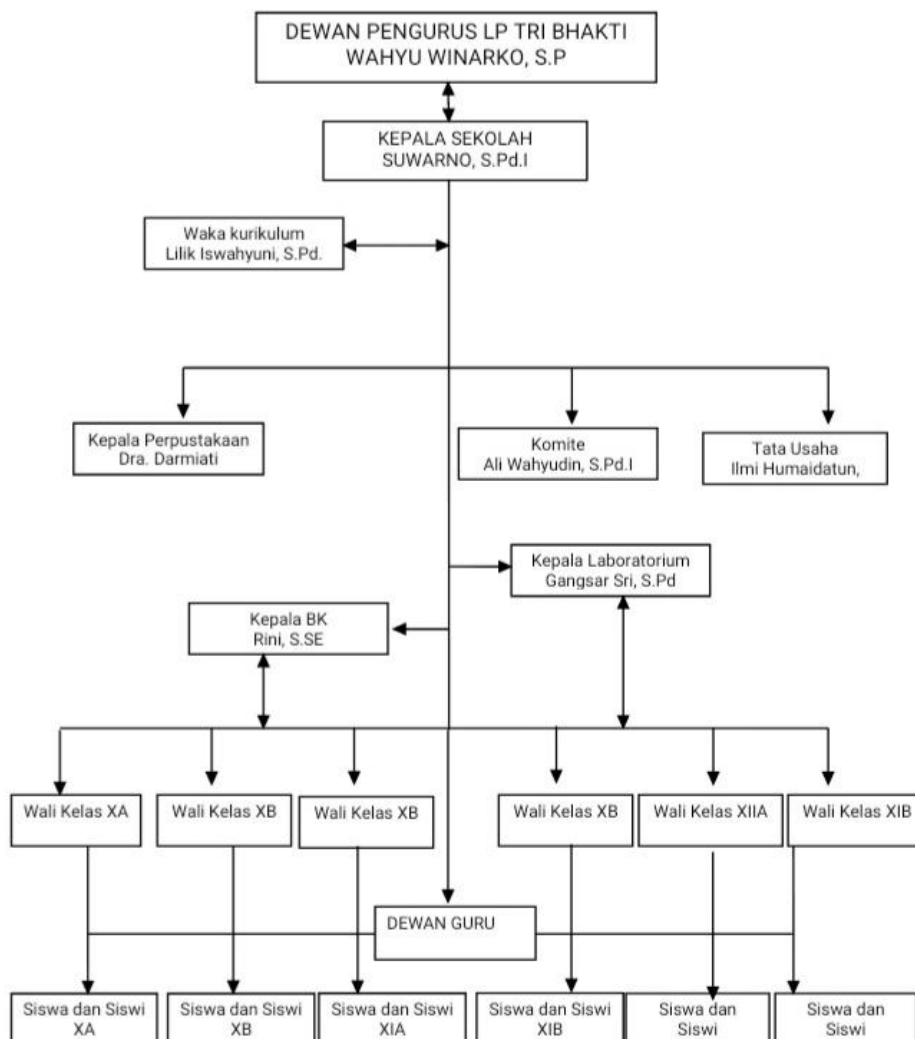 DEWAN PENGURUS LP TRI BHAKTI
WAHYU WINARKO, S.P
KEPALA SEKOLAH
SUWARNO, S.Pd.I
Waka kurikulum
Lilik Iswahyuni, S.Pd.
Kepala Perpustakaan
Dra. Darmiati
Komite
Ali Wahyudin, S.Pd.I
Tata Usaha
Ilmi Humaidatun,
Kepala Laboratorium
Gangsar Sri, S.Pd
Kepala BK
Rini, S.SE
Wali Kelas XA
Wali Kelas XB
Wali Kelas XB
Wali Kelas XB
Wali Kelas XIIA
Wali Kelas XIB
DEWAN GURU
Siswa dan Siswi
XA
Siswa dan Siswi
XB
Siswa dan Siswi
XIA
Siswa dan Siswi
XIB
Siswa dan
Siswi
Siswa dan
Siswi